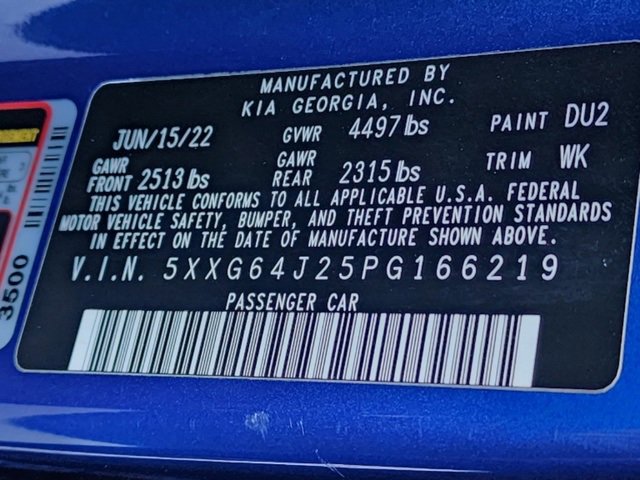 MANUFACTURED BY
KIA GEORGIA, INC.
JUN/15/22 GVWR 4497 lbs PAINT DU2
GAWR FRONT 2513 lbs GAWR REAR 2315 lbs TRIM WK
THIS VEHICLE CONFORMS TO ALL APPLICABLE U.S.A. FEDERAL
MOTOR VEHICLE SAFETY, BUMPER, AND THEFT PREVENTION STANDARDS
IN EFFECT ON THE DATE OF MANUFACTURE SHOWN ABOVE.
V.I.N. 5XXG64J25PG166219
PASSENGER CAR
3500